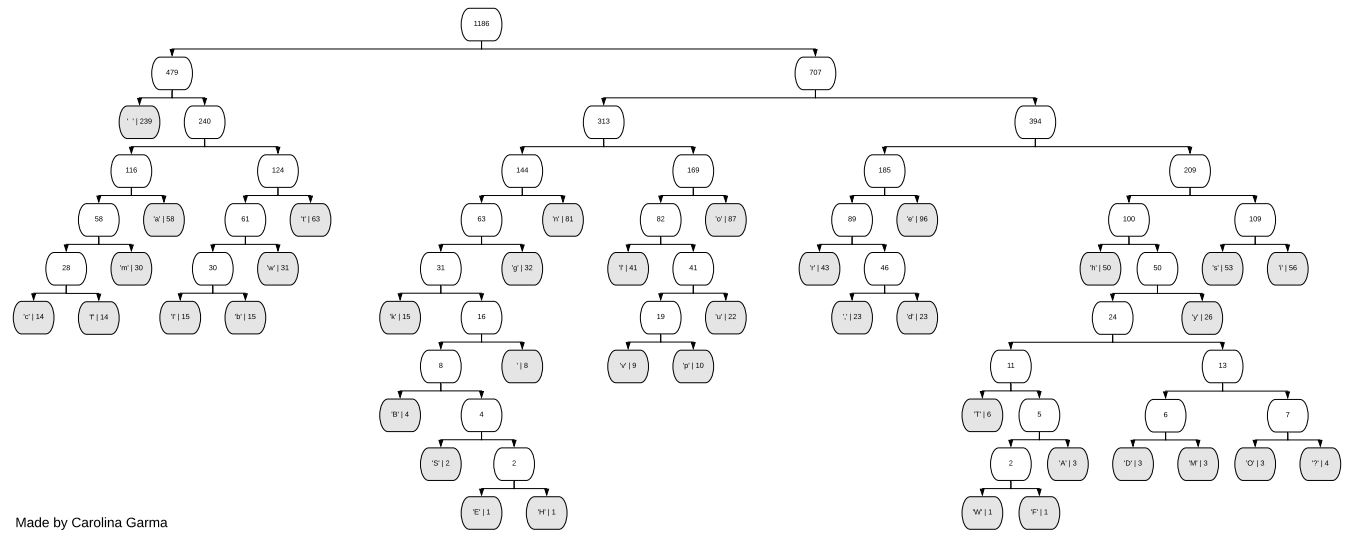 1186
479 707
' ' | 239 240 313 394
116 124 144 169 185 209
58 'a' | 58 61 't' | 63 63 'n' | 81 82 'o' | 87 89 'e' | 96 100 109
28 'm' | 30 30 'w' | 31 31 'g' | 32 'l' | 41 41 'r' | 43 46 'h' | 50 50 's' | 53 'i' | 56
'c' | 14 'f' | 14 'I' | 15 'b' | 15 'k' | 15 16 19 'u' | 22 ',' | 23 'd' | 23 24 'y' | 26
8 ' | 8 'v' | 9 'p' | 10 11 13
'B' | 4 4 'T' | 6 5 6 7
'S' | 2 2 2 'A' | 3 'D' | 3 'M' | 3 'O' | 3 '?' | 4
'E' | 1 'H' | 1 'W' | 1 'F' | 1
Made by Carolina Garma